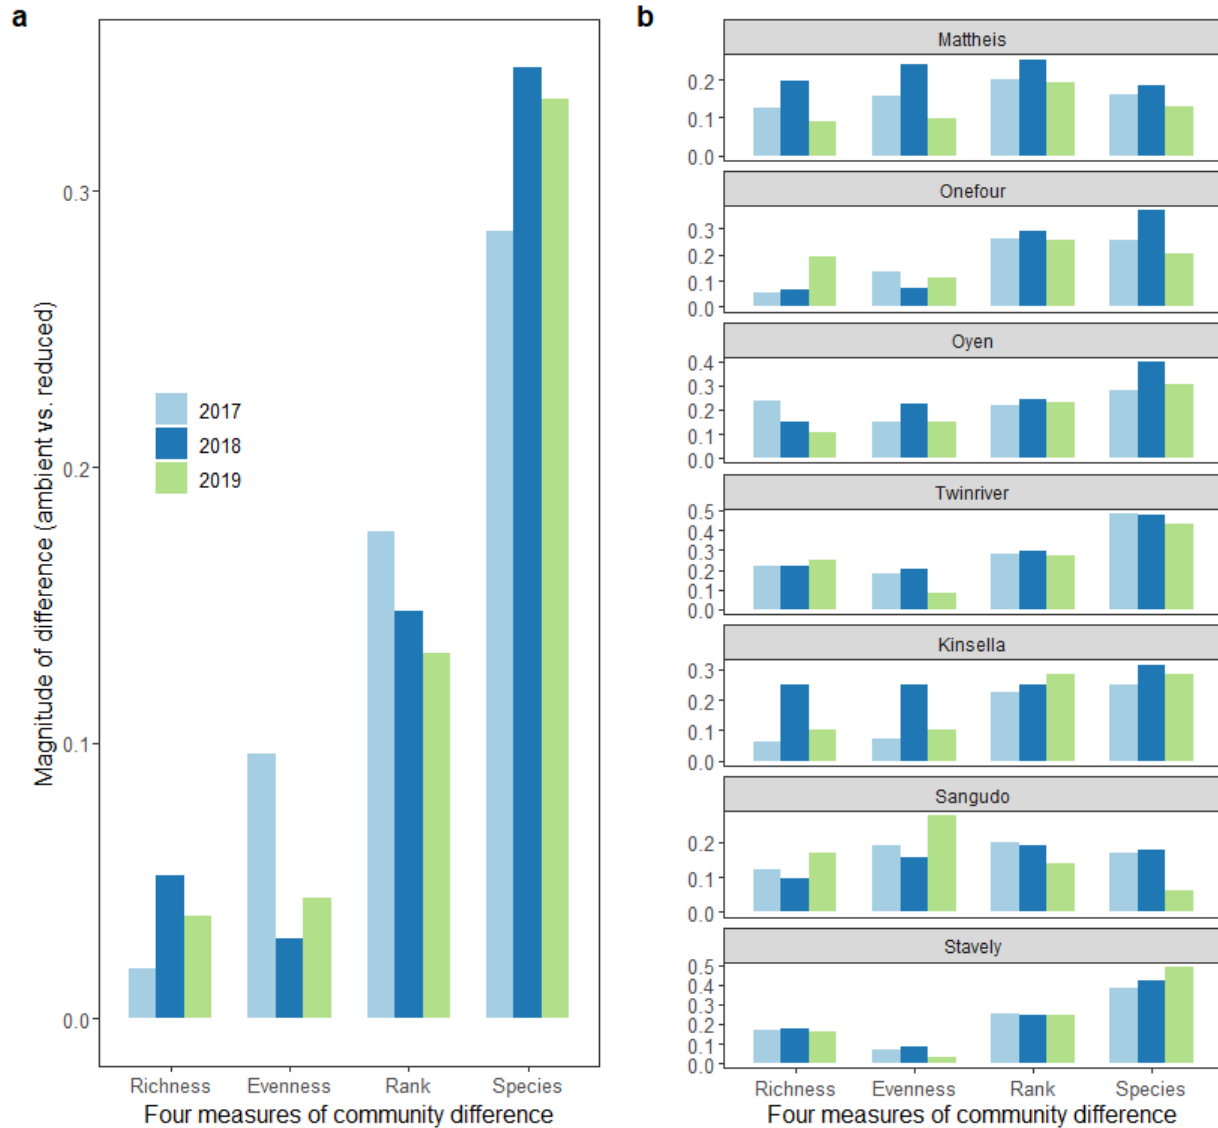 a
Magnitude of difference (ambient vs. reduced)
0.3
0.2
0.1
0.0
2017
2018
2019
Richness Evenness Rank Species
Four measures of community difference
b
Mattheis
0.2
0.1
0.0
Onefour
0.3
0.2
0.1
0.0
Oyen
0.4
0.3
0.2
0.1
0.0
Twinriver
0.5
0.4
0.3
0.2
0.1
0.0
Kinsella
0.3
0.2
0.1
0.0
Sangudo
0.2
0.1
0.0
Stavely
0.5
0.4
0.3
0.2
0.1
0.0
Richness Evenness Rank Species
Four measures of community difference